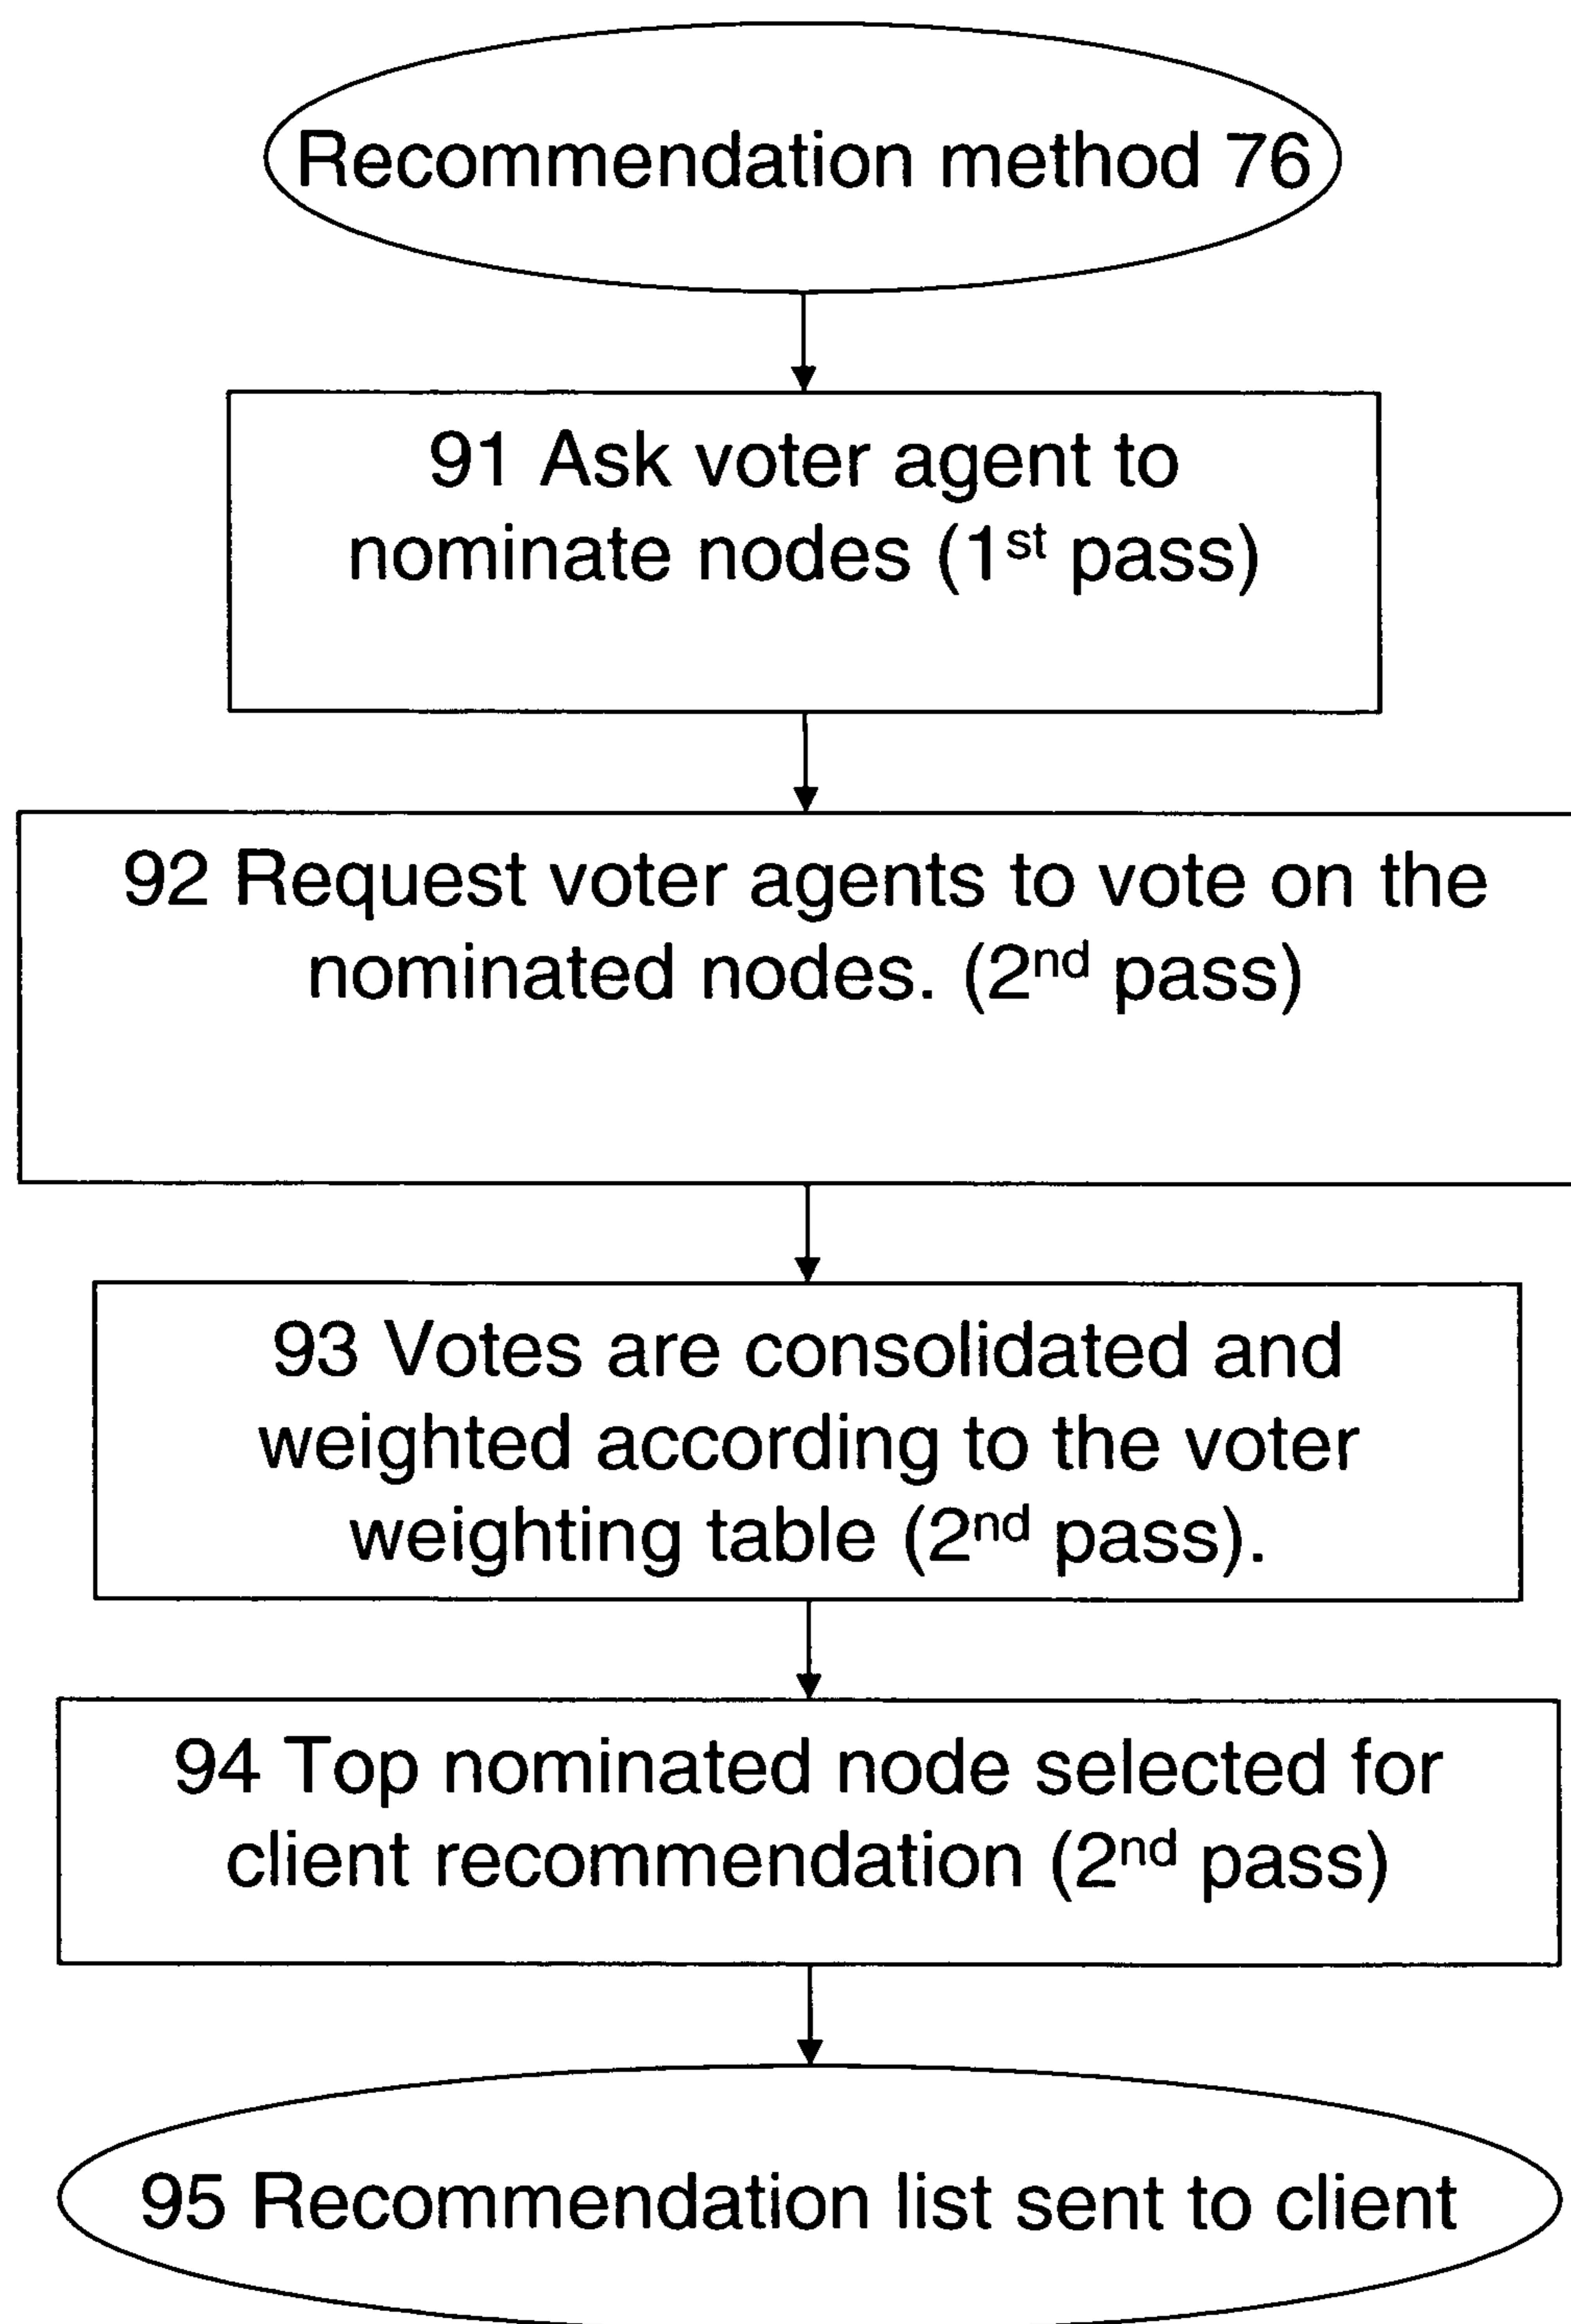 Recommendation method 76
91 Ask voter agent to
nominate nodes (1st pass)
92 Request voter agents to vote on the
nominated nodes. (2nd pass)
93 Votes are consolidated and
weighted according to the voter
weighting table (2nd pass).
94 Top nominated node selected for
client recommendation (2nd pass)
95 Recommendation list sent to client